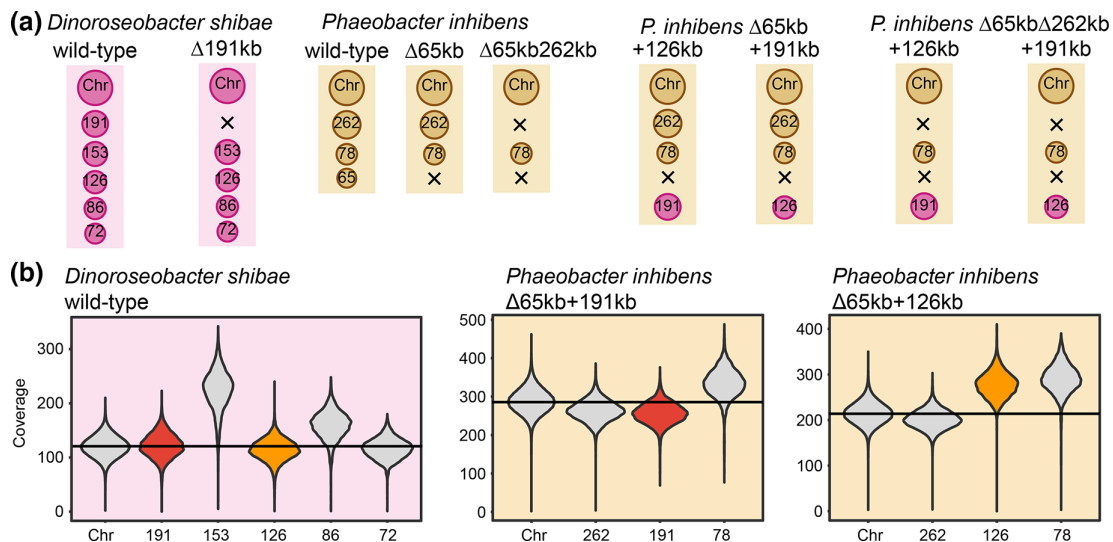 (a)
Dinoroseobacter shibae
wild-type Δ191kb
Phaeobacter inhibens
wild-type Δ65kb Δ65kb262kb
P. inhibens Δ65kb
+126kb +191kb
P. inhibens Δ65kbΔ262kb
+126kb +191kb
Chr Chr Chr Chr Chr Chr Chr Chr Chr
191 × 262 262 × 262 262 × ×
153 153 78 78 78 78 78 78 78
126 126 65 × × × × × ×
86 86 191 126 191 126
72 72
(b)
Dinoroseobacter shibae
wild-type
Coverage
300
200
100
0
Chr 191 153 126 86 72
Phaeobacter inhibens
Δ65kb+191kb
500
400
300
200
100
0
Chr 262 191 78
Phaeobacter inhibens
Δ65kb+126kb
400
300
200
100
0
Chr 262 126 78